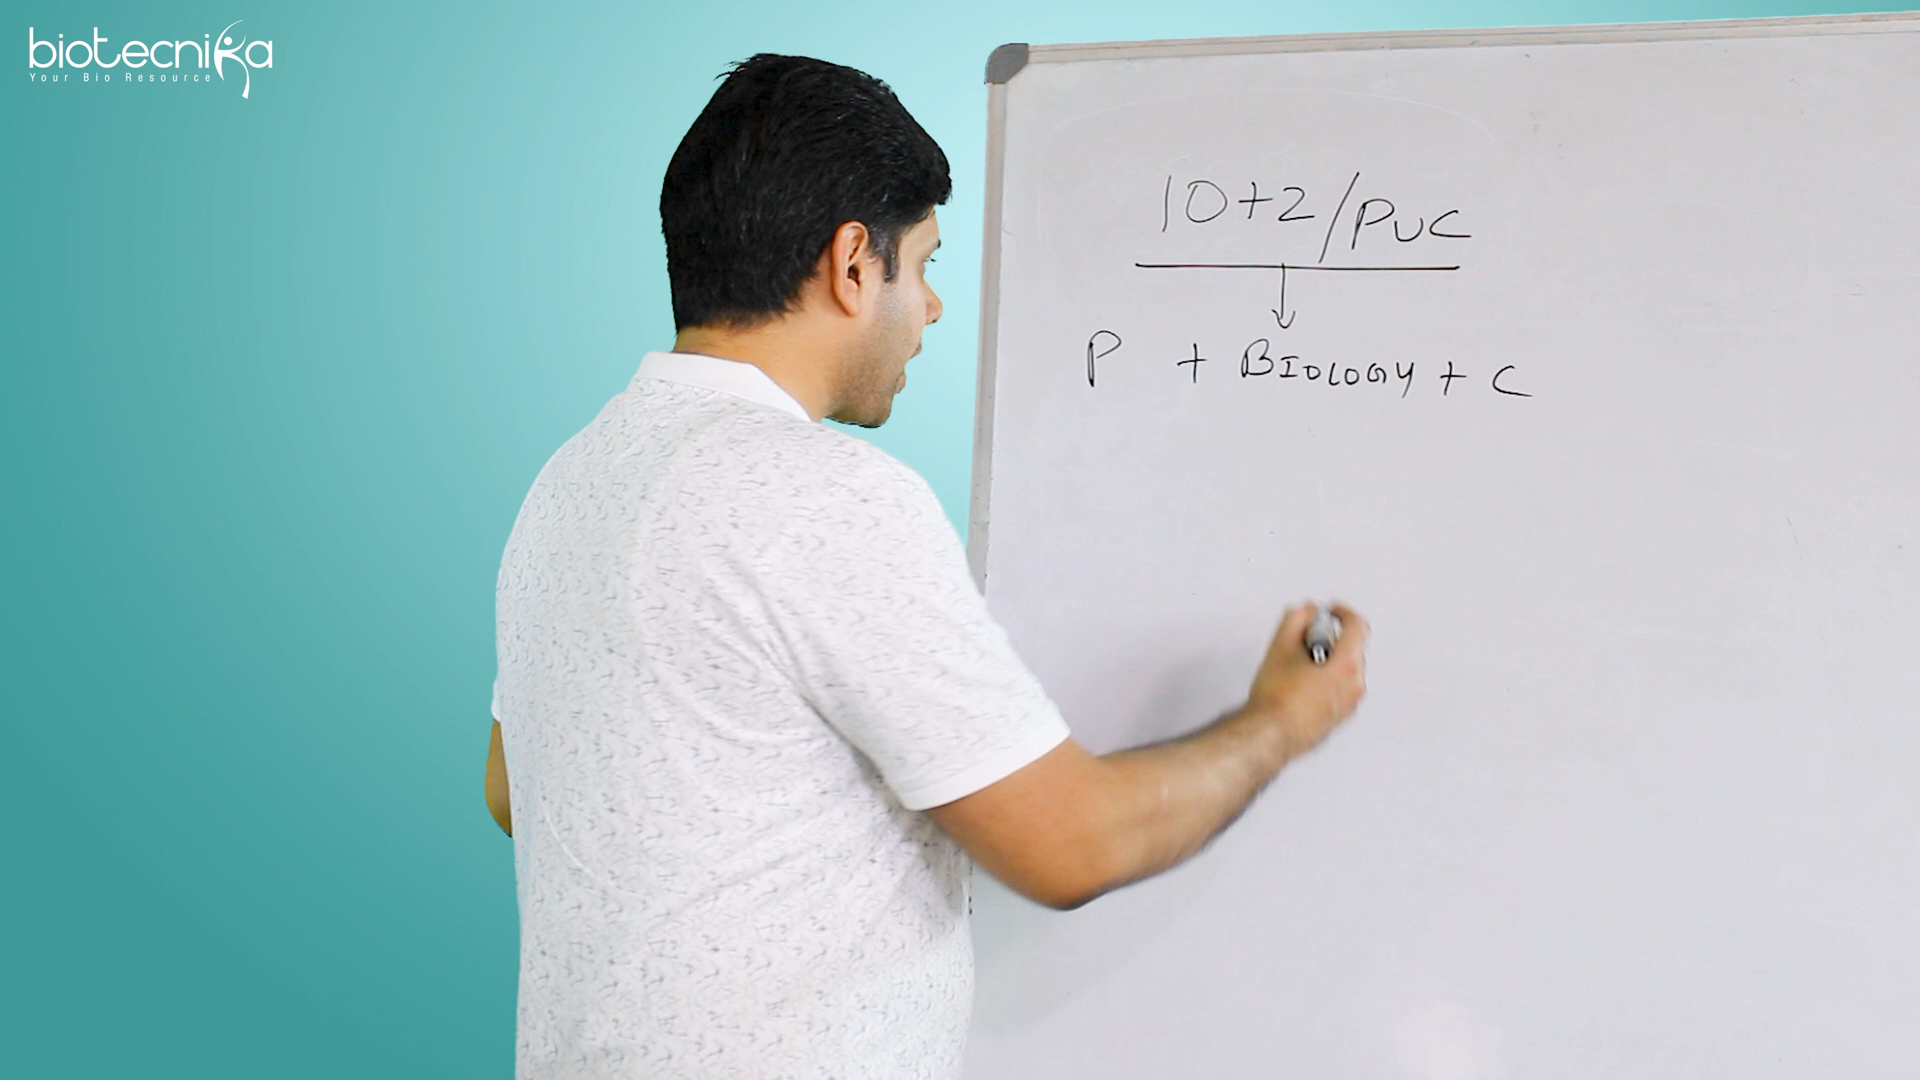 biotecnika
Your Bio Resource
10+2/PUC
P + BIOLOGY + C